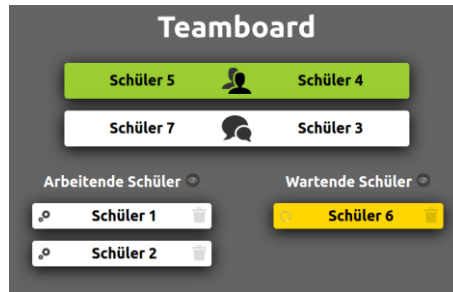 Teamboard
Schüler 5 Schüler 4
Schüler 7 Schüler 3
Arbeitende Schüler Wartende Schüler
Schüler 1 Schüler 6
Schüler 2